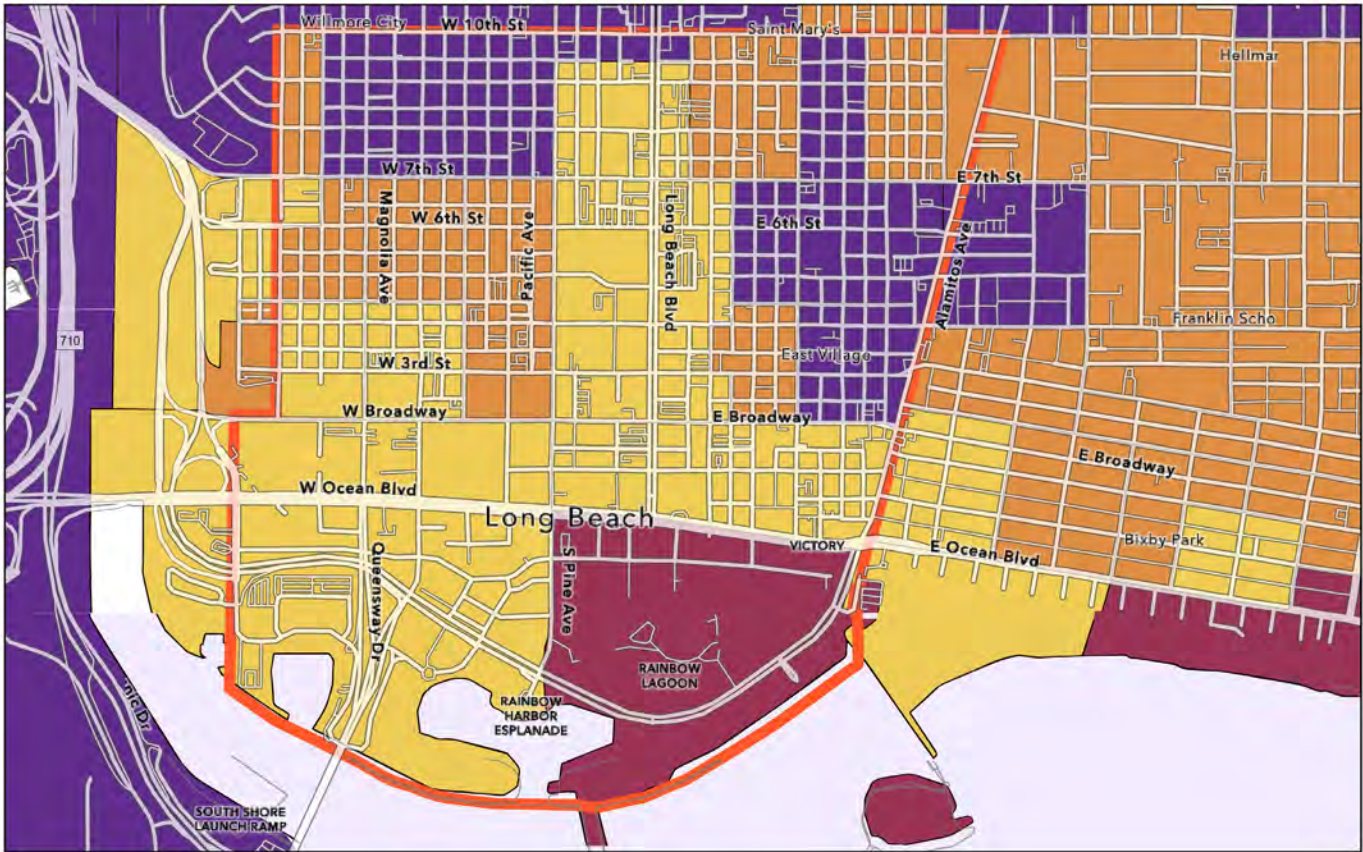 Willmore City
W 10th St
Saint Mary's
Hellmar
W 7th St
E 7th St
Magnolia Ave
W 6th St
Pacific Ave
Long Beach Blvd
E 6th St
Alamitos Ave
Franklin Scho
710
W 3rd St
East Village
W Broadway
E Broadway
E Broadway
W Ocean Blvd
Long Beach
VICTORY
E Ocean Blvd
Bixby Park
Queensway Dr
S Pine Ave
RAINBOW
LAGOON
RAINBOW
HARBOR
ESPLANADE
nic Dr
SOUTH SHORE
LAUNCH RAMP